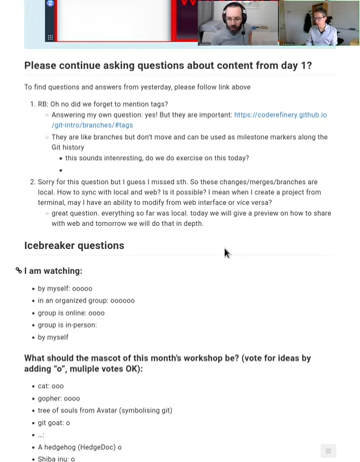 Please continue asking questions about content from day 1?
To find questions and answers from yesterday, please follow link above
1. RB: Oh no did we forget to mention tags?
Answering my own question: yes! But they are important: https://coderefinery.github.io
/git-intro/branches/#tags
They are like branches but don't move and can be used as milestone markers along the
Git history
this sounds intenresting, do we do exercise on this today?
2. Sorry for this question but I guess I missed sth. So these changes/merges/branches are
local. How to sync with local and web? Is it possible? I mean when I create a project from
terminal, may I have an ability to modify from web interface or vice versa?
great question. everything so far was local. today we will give a preview on how to share
with web and tomorrow we will do that in depth.
Icebreaker questions
I am watching:
by myself: ooooo
in an organized group: oooooo
group is online: oooo
group is in-person:
by myself
What should the mascot of this month's workshop be? (vote for ideas by
adding "o", muliple votes OK):
cat: ooo
gopher: oooo
tree of souls from Avatar (symbolising git)
git goat: o
...:
A hedgehog (HedgeDoc) o
Shiba inu: o